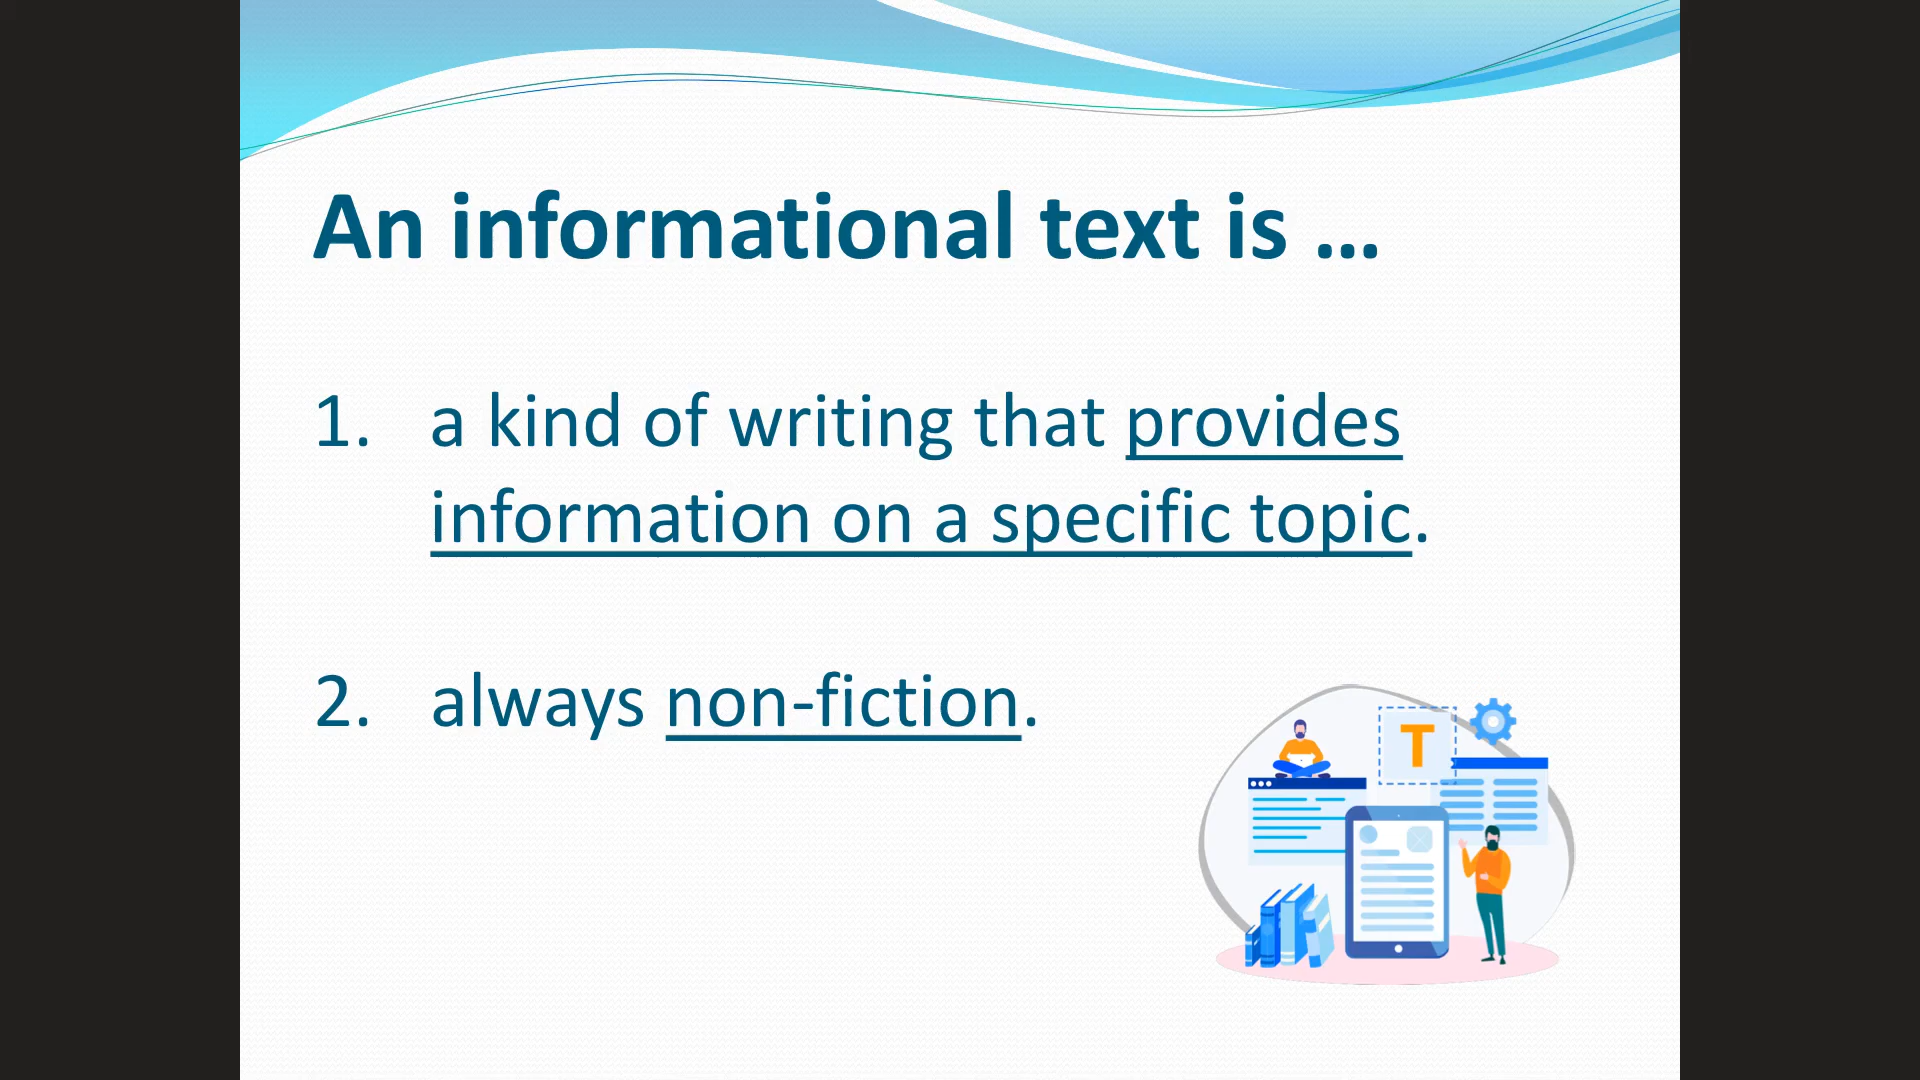 An informational text is ...
1. a kind of writing that provides
information on a specific topic.
2. always non-fiction.
T